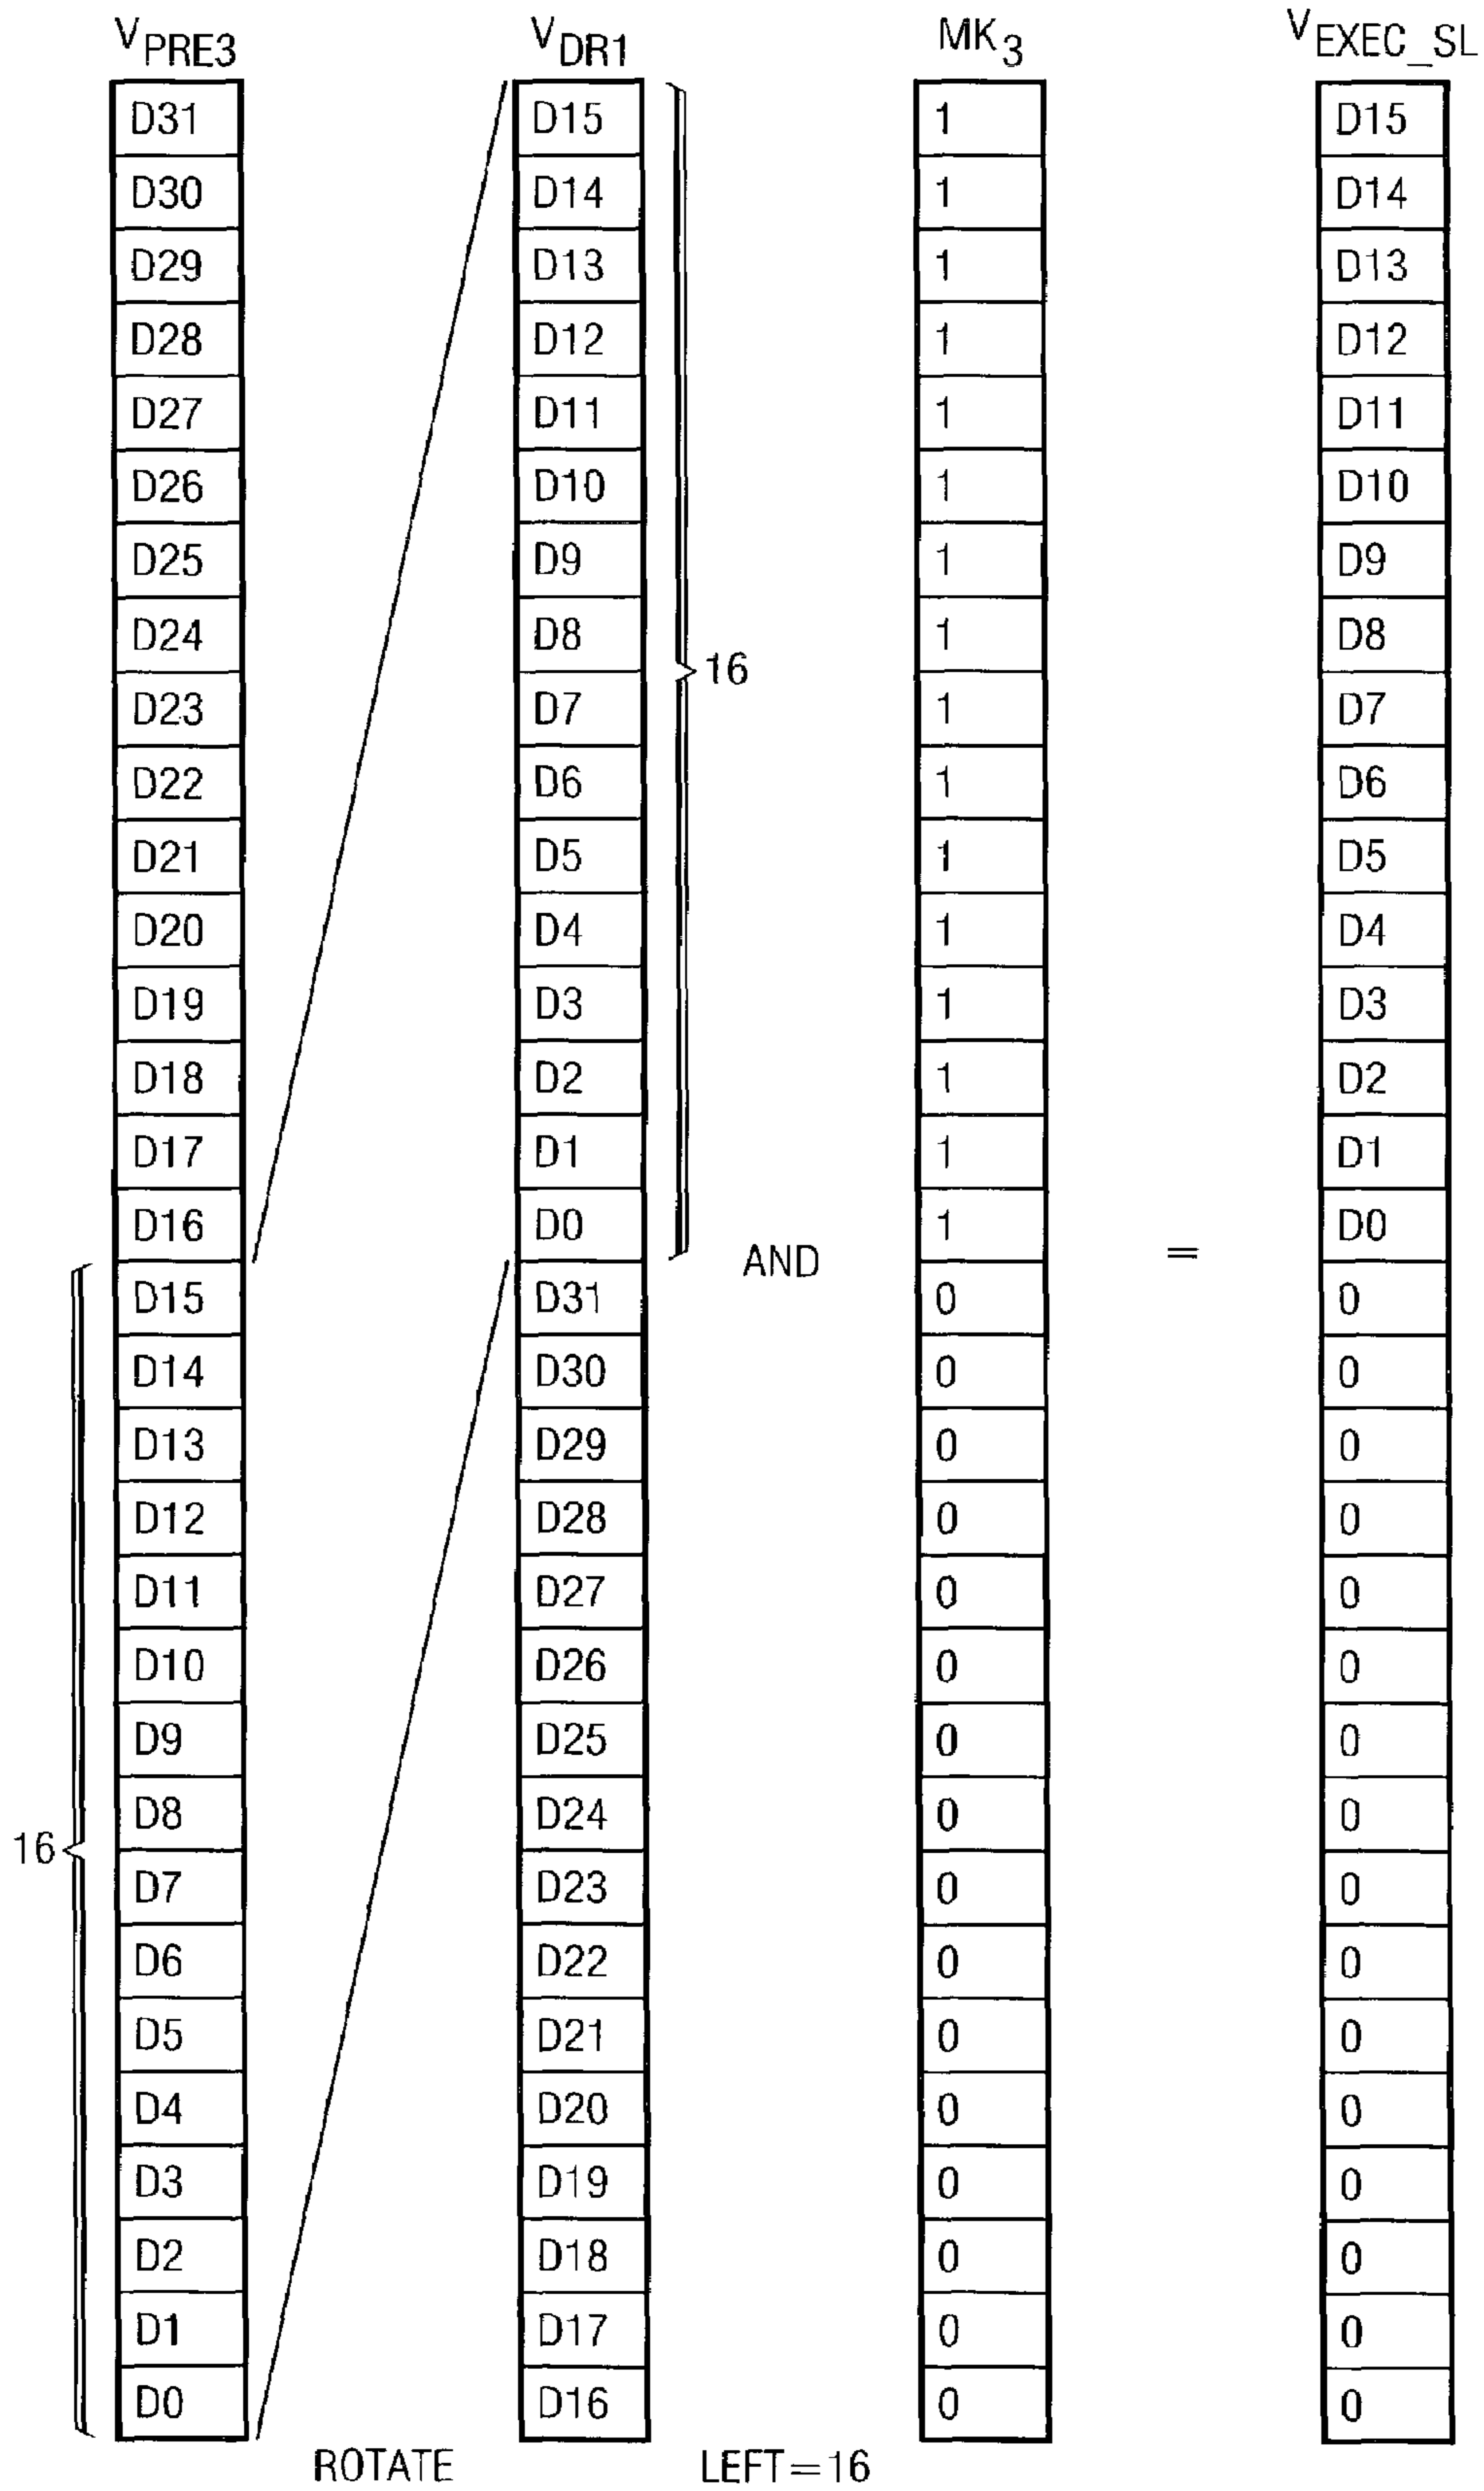 VPRE3 VDR1 MK3 VEXEC_SL
D31 D15 1 D15
D30 D14 1 D14
D29 D13 1 D13
D28 D12 1 D12
D27 D11 1 D11
D26 D10 1 D10
D25 D9 1 D9
D24 D8 1 D8
16
D23 D7 1 D7
D22 D6 1 D6
D21 D5 1 D5
D20 D4 1 D4
D19 D3 1 D3
D18 D2 1 D2
D17 D1 1 D1
D16 D0 1 D0
AND =
D15 D31 0 0
D14 D30 0 0
D13 D29 0 0
D12 D28 0 0
D11 D27 0 0
D10 D26 0 0
D9 D25 0 0
D8 D24 0 0
16
D7 D23 0 0
D6 D22 0 0
D5 D21 0 0
D4 D20 0 0
D3 D19 0 0
D2 D18 0 0
D1 D17 0 0
D0 D16 0 0
ROTATE LEFT=16